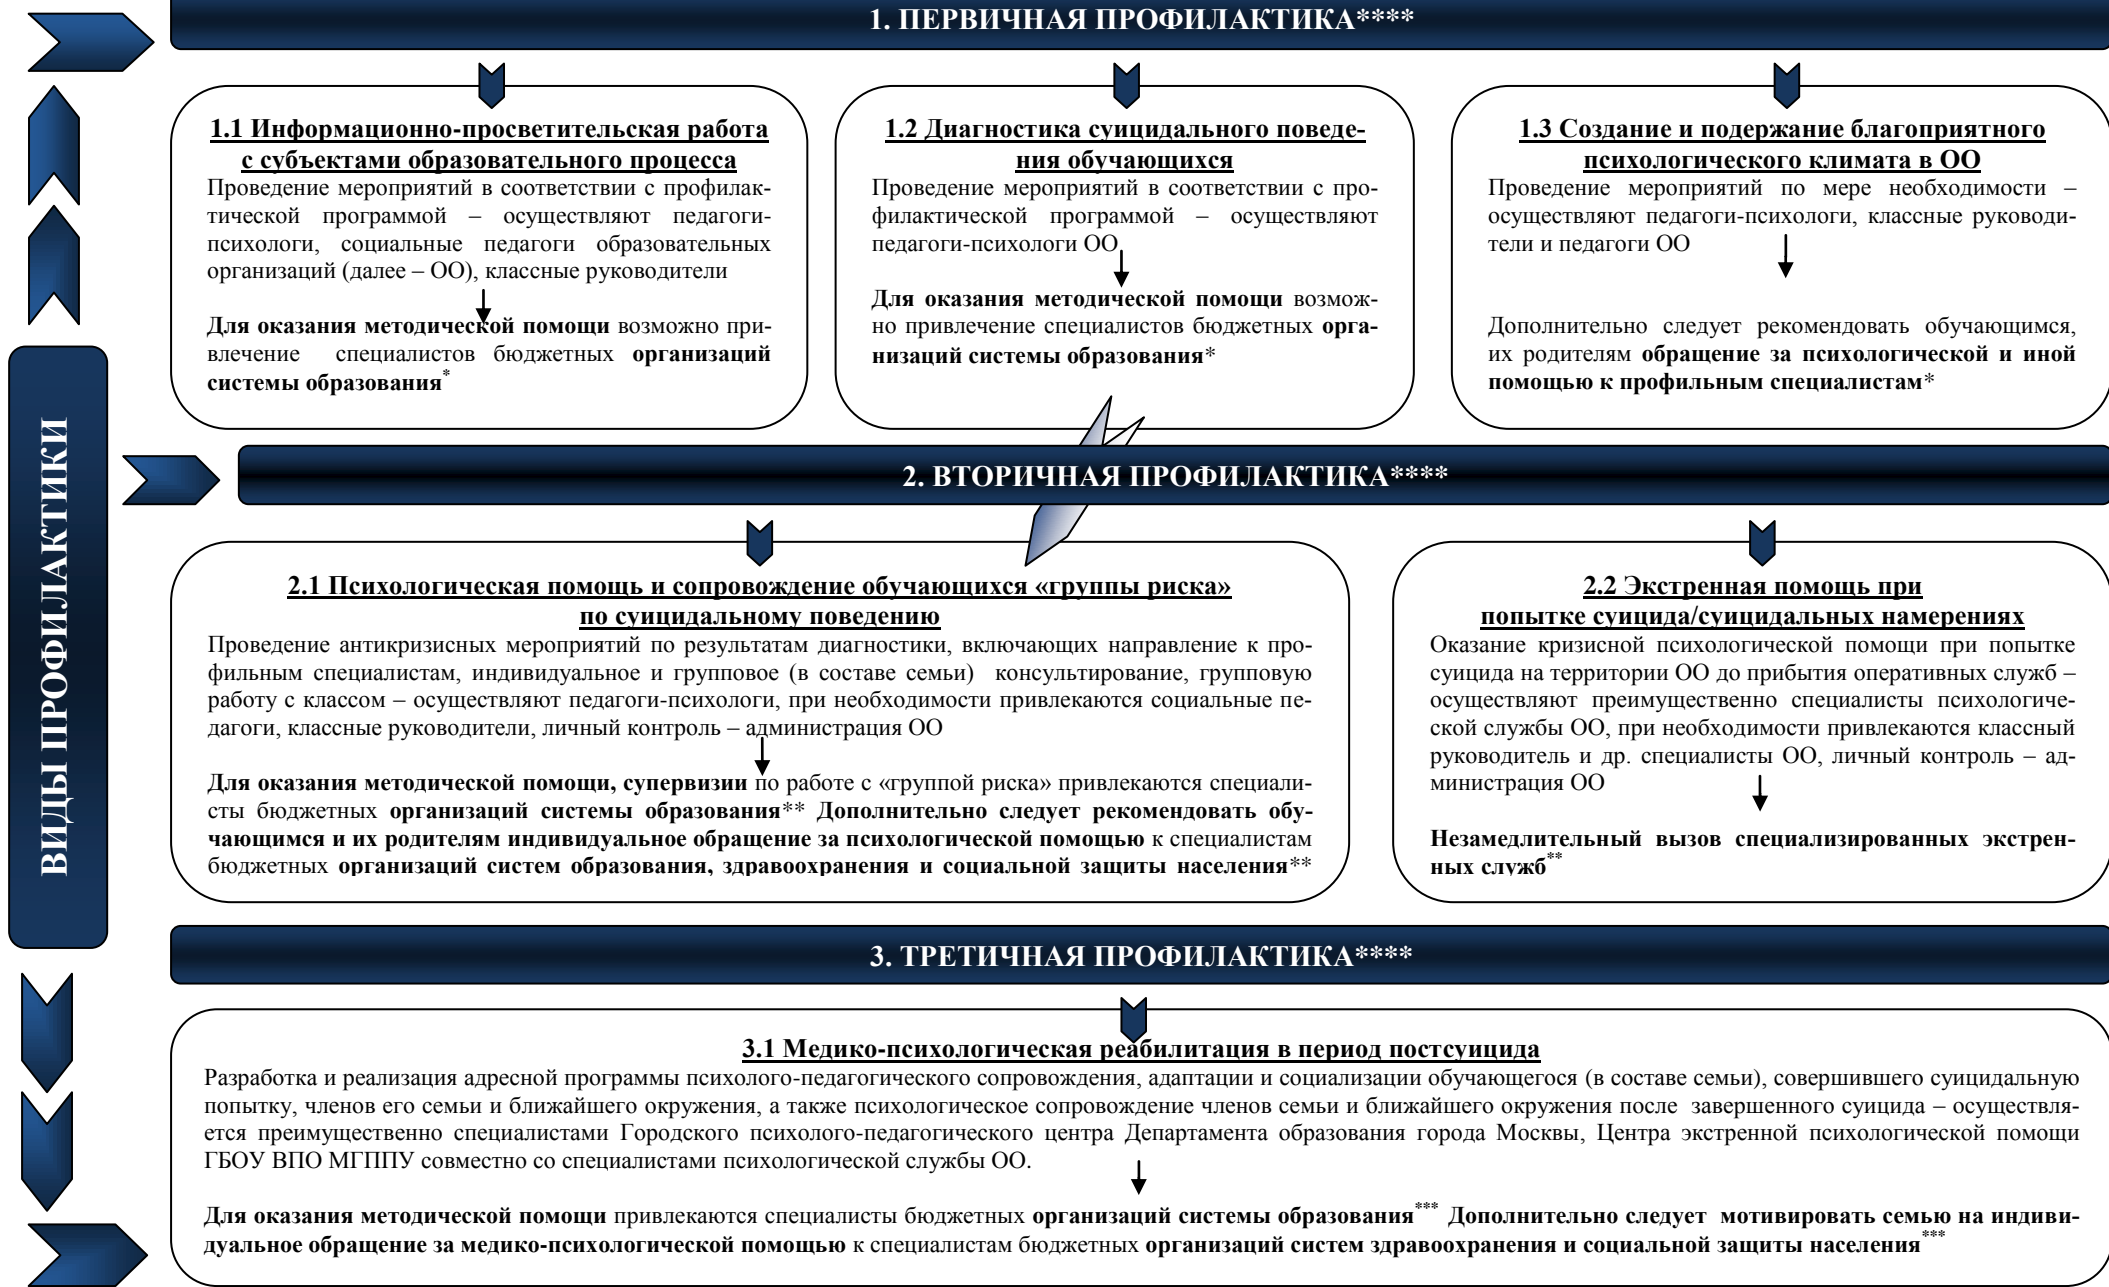 1. ПЕРВИЧНАЯ ПРОФИЛАКТИКА****
1.1 Информационно-просветительская работа
с субъектами образовательного процесса
Проведение мероприятий в соответствии с профилак-
тической программой – осуществляют педагоги-
психологи, социальные педагоги образовательных
организаций (далее – ОО), классные руководители
Для оказания методической помощи возможно при-
влечение специалистов бюджетных организаций
системы образования*
1.2 Диагностика суицидального поведе-
ния обучающихся
Проведение мероприятий в соответствии с про-
филактической программой – осуществляют
педагоги-психологи ОО
Для оказания методической помощи возмож-
но привлечение специалистов бюджетных орга-
низаций системы образования*
1.3 Создание и подержание благоприятного
психологического климата в ОО
Проведение мероприятий по мере необходимости –
осуществляют педагоги-психологи, классные руководи-
тели и педагоги ОО
Дополнительно следует рекомендовать обучающимся,
их родителям обращение за психологической и иной
помощью к профильным специалистам*
ВИДЫ ПРОФИЛАКТИКИ
2. ВТОРИЧНАЯ ПРОФИЛАКТИКА****
2.1 Психологическая помощь и сопровождение обучающихся «группы риска»
по суицидальному поведению
Проведение антикризисных мероприятий по результатам диагностики, включающих направление к про-
фильным специалистам, индивидуальное и групповое (в составе семьи) консультирование, групповую
работу с классом – осуществляют педагоги-психологи, при необходимости привлекаются социальные пе-
дагоги, классные руководители, личный контроль – администрация ОО
Для оказания методической помощи, супервизии по работе с «группой риска» привлекаются специали-
сты бюджетных организаций системы образования** Дополнительно следует рекомендовать обу-
чающимся и их родителям индивидуальное обращение за психологической помощью к специалистам
бюджетных организаций систем образования, здравоохранения и социальной защиты населения**
2.2 Экстренная помощь при
попытке суицида/суицидальных намерениях
Оказание кризисной психологической помощи при попытке
суицида на территории ОО до прибытия оперативных служб –
осуществляют преимущественно специалисты психологиче-
ской службы ОО, при необходимости привлекаются классный
руководитель и др. специалисты ОО, личный контроль – ад-
министрация ОО
Незамедлительный вызов специализированных экстрен-
ных служб**
3. ТРЕТИЧНАЯ ПРОФИЛАКТИКА****
3.1 Медико-психологическая реабилитация в период постсуицида
Разработка и реализация адресной программы психолого-педагогического сопровождения, адаптации и социализации обучающегося (в составе семьи), совершившего суицидальную
попытку, членов его семьи и ближайшего окружения, а также психологическое сопровождение членов семьи и ближайшего окружения после завершенного суицида – осуществля-
ется преимущественно специалистами Городского психолого-педагогического центра Департамента образования города Москвы, Центра экстренной психологической помощи
ГБОУ ВПО МГППУ совместно со специалистами психологической службы ОО.
Для оказания методической помощи привлекаются специалисты бюджетных организаций системы образования*** Дополнительно следует мотивировать семью на индиви-
дуальное обращение за медико-психологической помощью к специалистам бюджетных организаций систем здравоохранения и социальной защиты населения***